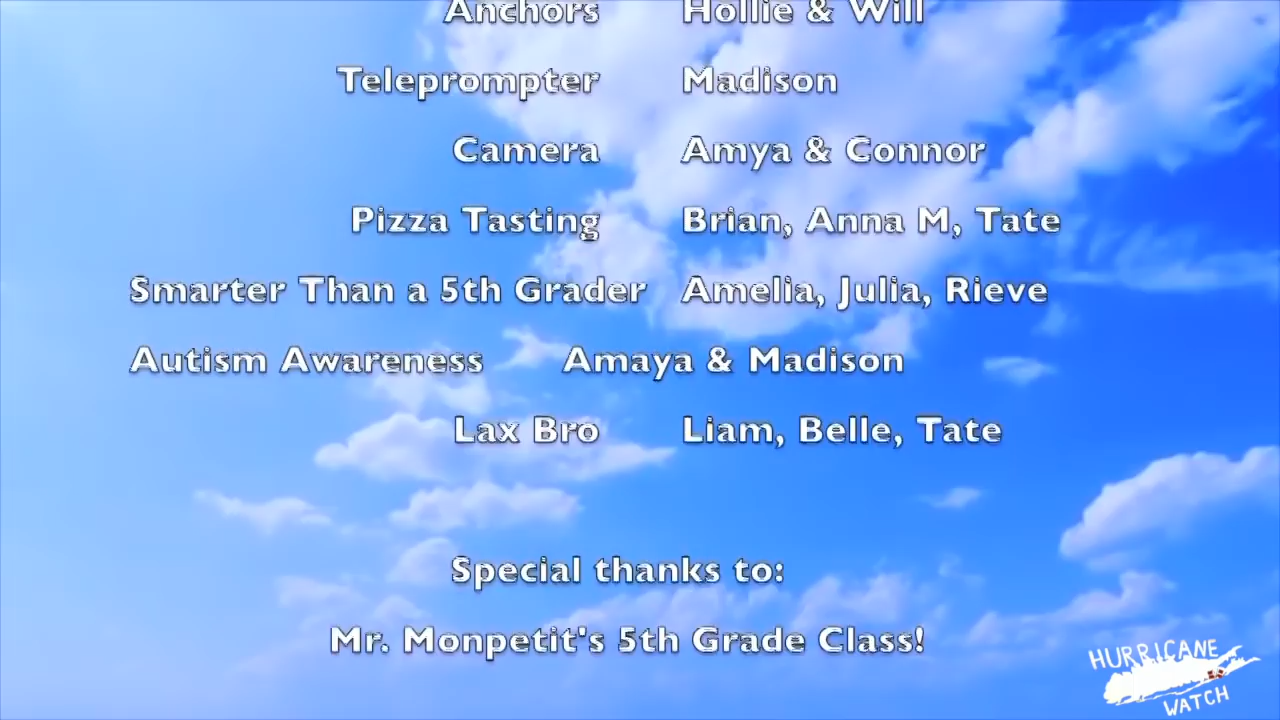 Anchors Hollie & Will
Teleprompter Madison
Camera Amya & Connor
Pizza Tasting Brian, Anna M, Tate
Smarter Than a 5th Grader Amelia, Julia, Rieve
Autism Awareness Amaya & Madison
Lax Bro Liam, Belle, Tate
Special thanks to:
Mr. Monpetit's 5th Grade Class!
HURRICANE
WATCH